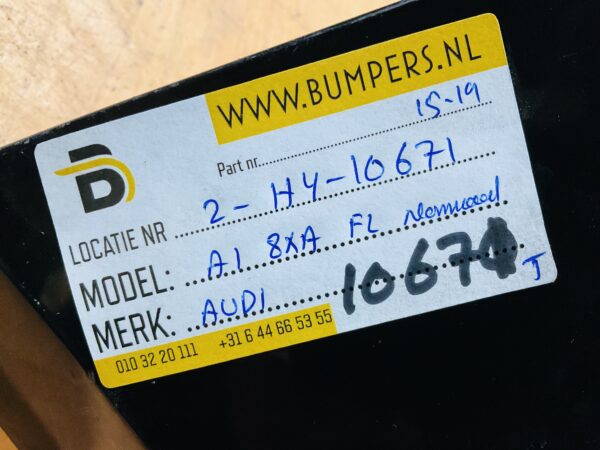 WWW.BUMPERS.NL
B
Part nr. 15-19
LOCATIE NR 2-H4-10671
MODEL: A1 8XA FL Normaal
MERK: AUDI
10671
J
010 32 20 111 +31 6 44 66 53 55